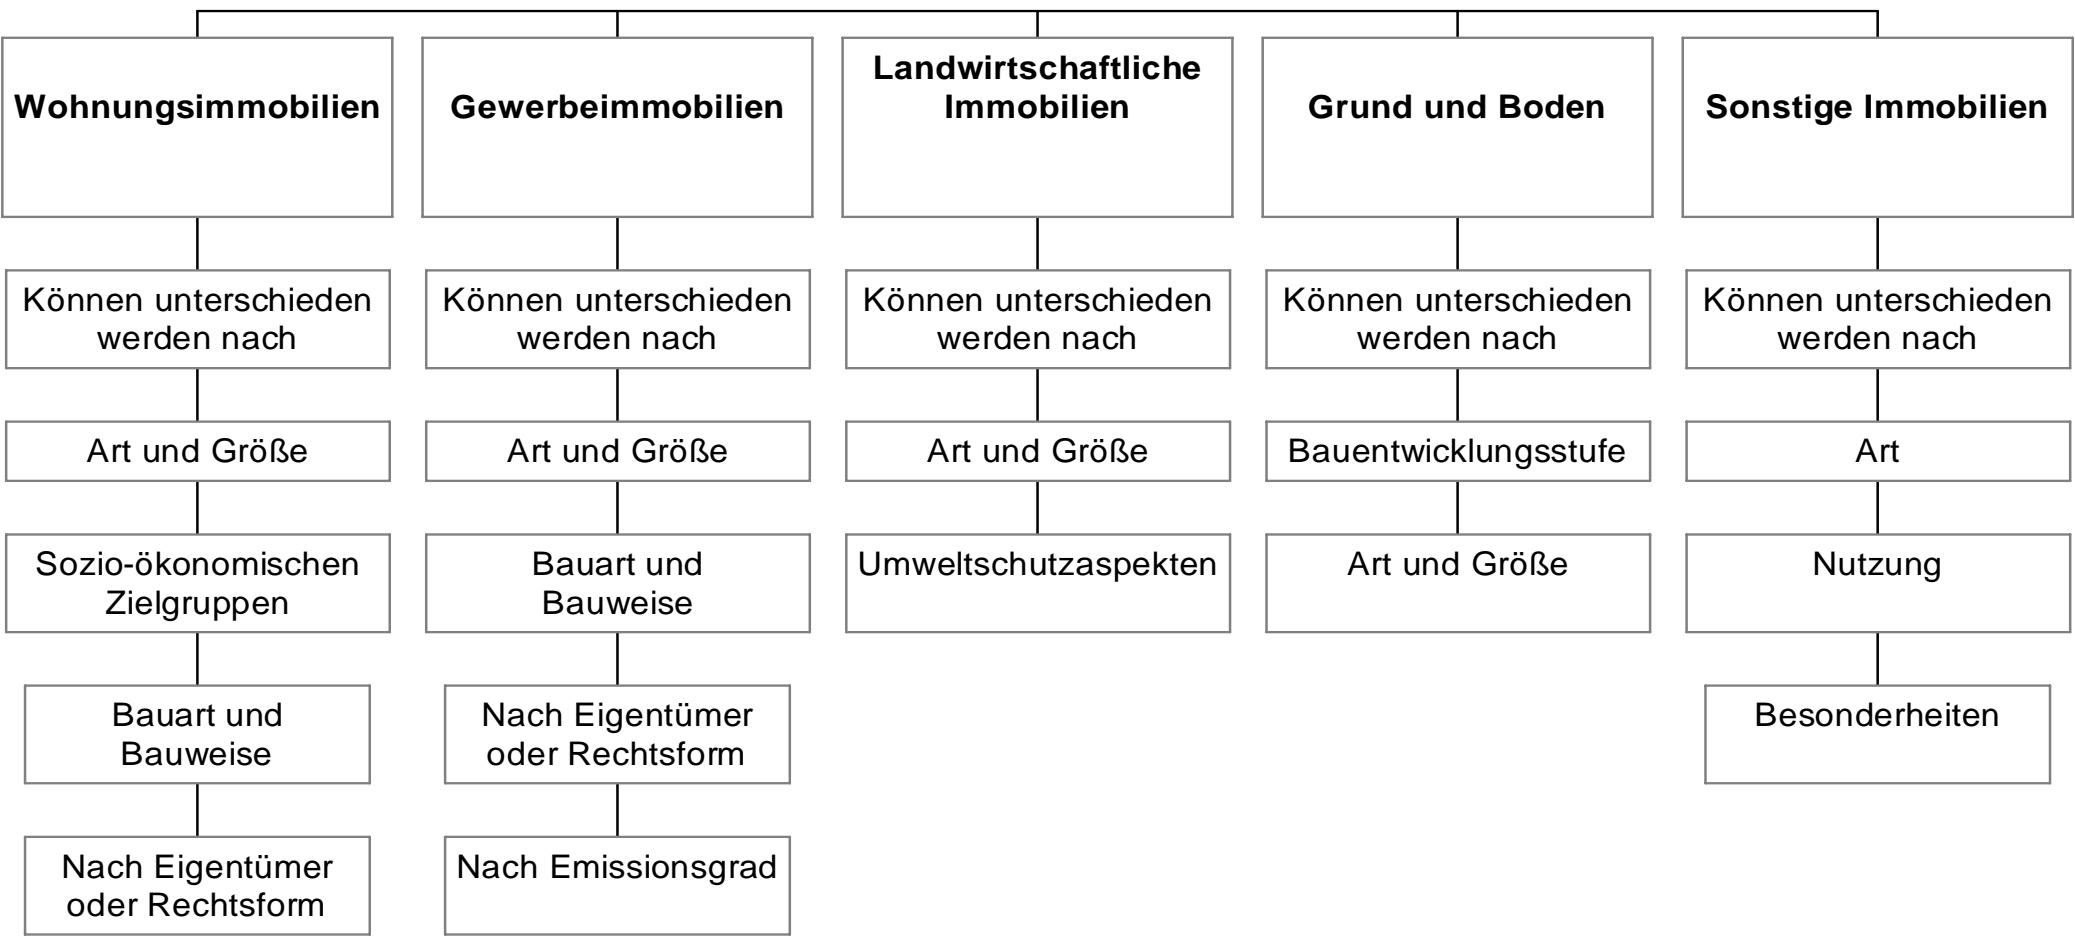 Wohnungsimmobilien
Können unterschieden
werden nach
Art und Größe
Sozio-ökonomischen
Zielgruppen
Bauart und
Bauweise
Nach Eigentümer
oder Rechtsform
Gewerbeimmobilien
Können unterschieden
werden nach
Art und Größe
Bauart und
Bauweise
Nach Eigentümer
oder Rechtsform
Nach Emissionsgrad
Landwirtschaftliche
Immobilien
Können unterschieden
werden nach
Art und Größe
Umweltschutzaspekten
Grund und Boden
Können unterschieden
werden nach
Bauentwicklungsstufe
Art und Größe
Sonstige Immobilien
Können unterschieden
werden nach
Art
Nutzung
Besonderheiten